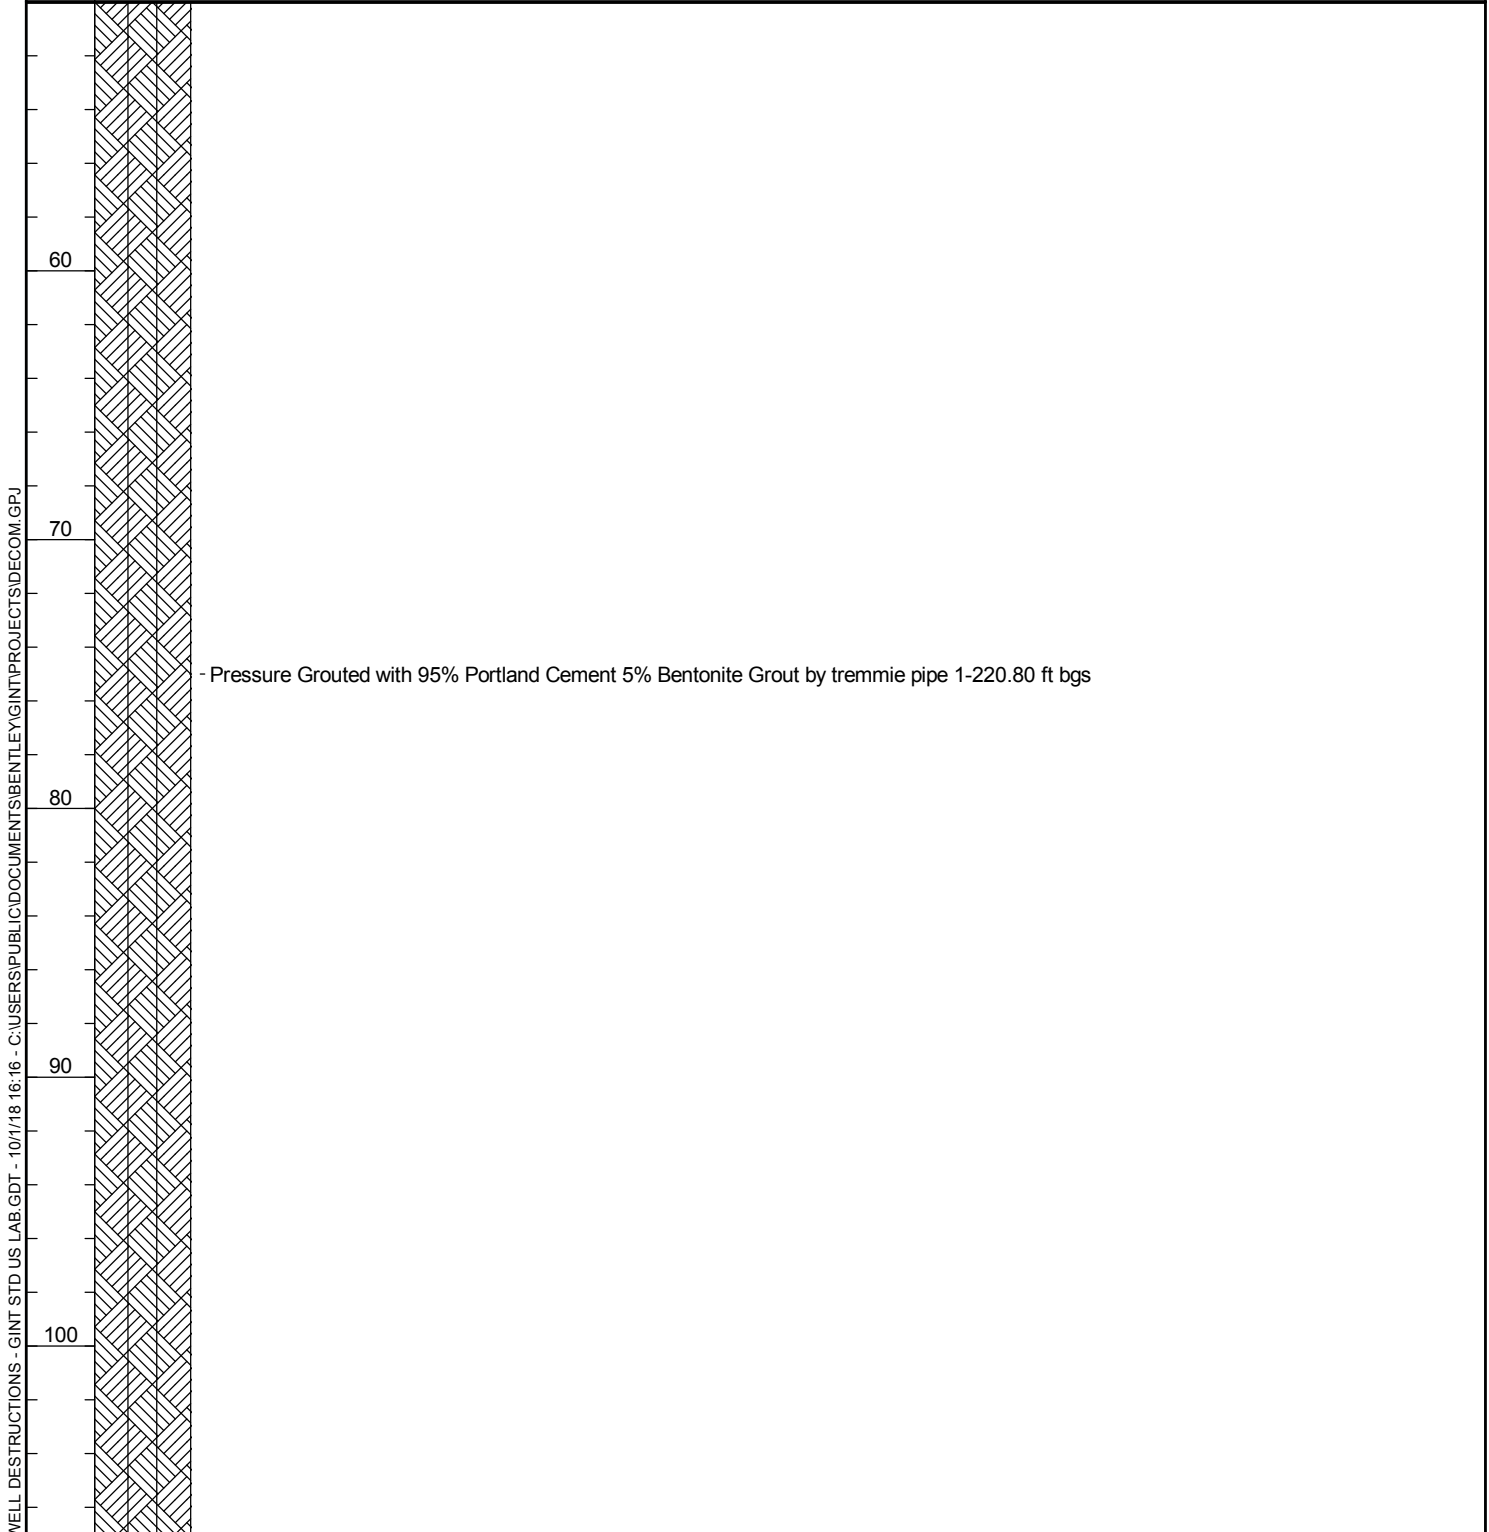 60
70
- Pressure Grouted with 95% Portland Cement 5% Bentonite Grout by tremmie pipe 1-220.80 ft bgs
80
90
100
WELL DESTRUCTIONS - GINT STD US LAB.GDT - 10/1/18 16:16 - C:\USERS\PUBLIC\DOCUMENTS\BENTLEY\GINT\PROJECTS\DECOM.GPJ